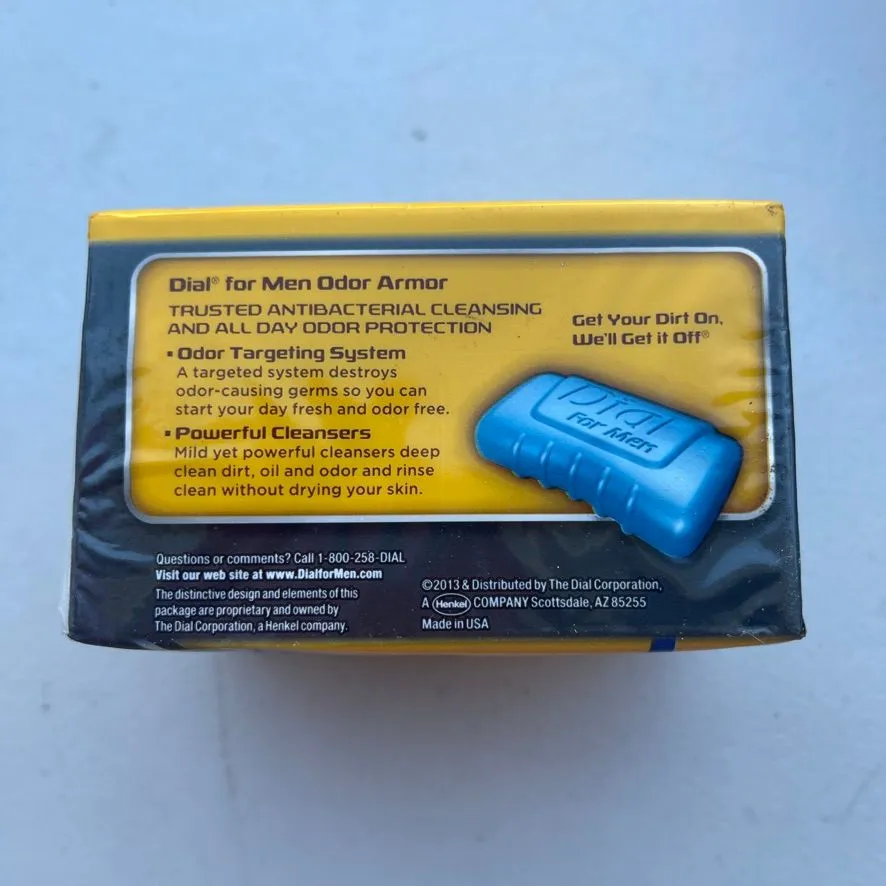 Dial® for Men Odor Armor
TRUSTED ANTIBACTERIAL CLEANSING
AND ALL DAY ODOR PROTECTION
▪ Odor Targeting System
A targeted system destroys
odor-causing germs so you can
start your day fresh and odor free.
▪ Powerful Cleansers
Mild yet powerful cleansers deep
clean dirt, oil and odor and rinse
clean without drying your skin.
Get Your Dirt On,
We'll Get it Off®
Dial
For Men
Questions or comments? Call 1-800-258-DIAL
Visit our web site at www.DialforMen.com
The distinctive design and elements of this
package are proprietary and owned by
The Dial Corporation, a Henkel company.
©2013 & Distributed by The Dial Corporation,
A Henkel COMPANY Scottsdale, AZ 85255
Made in USA